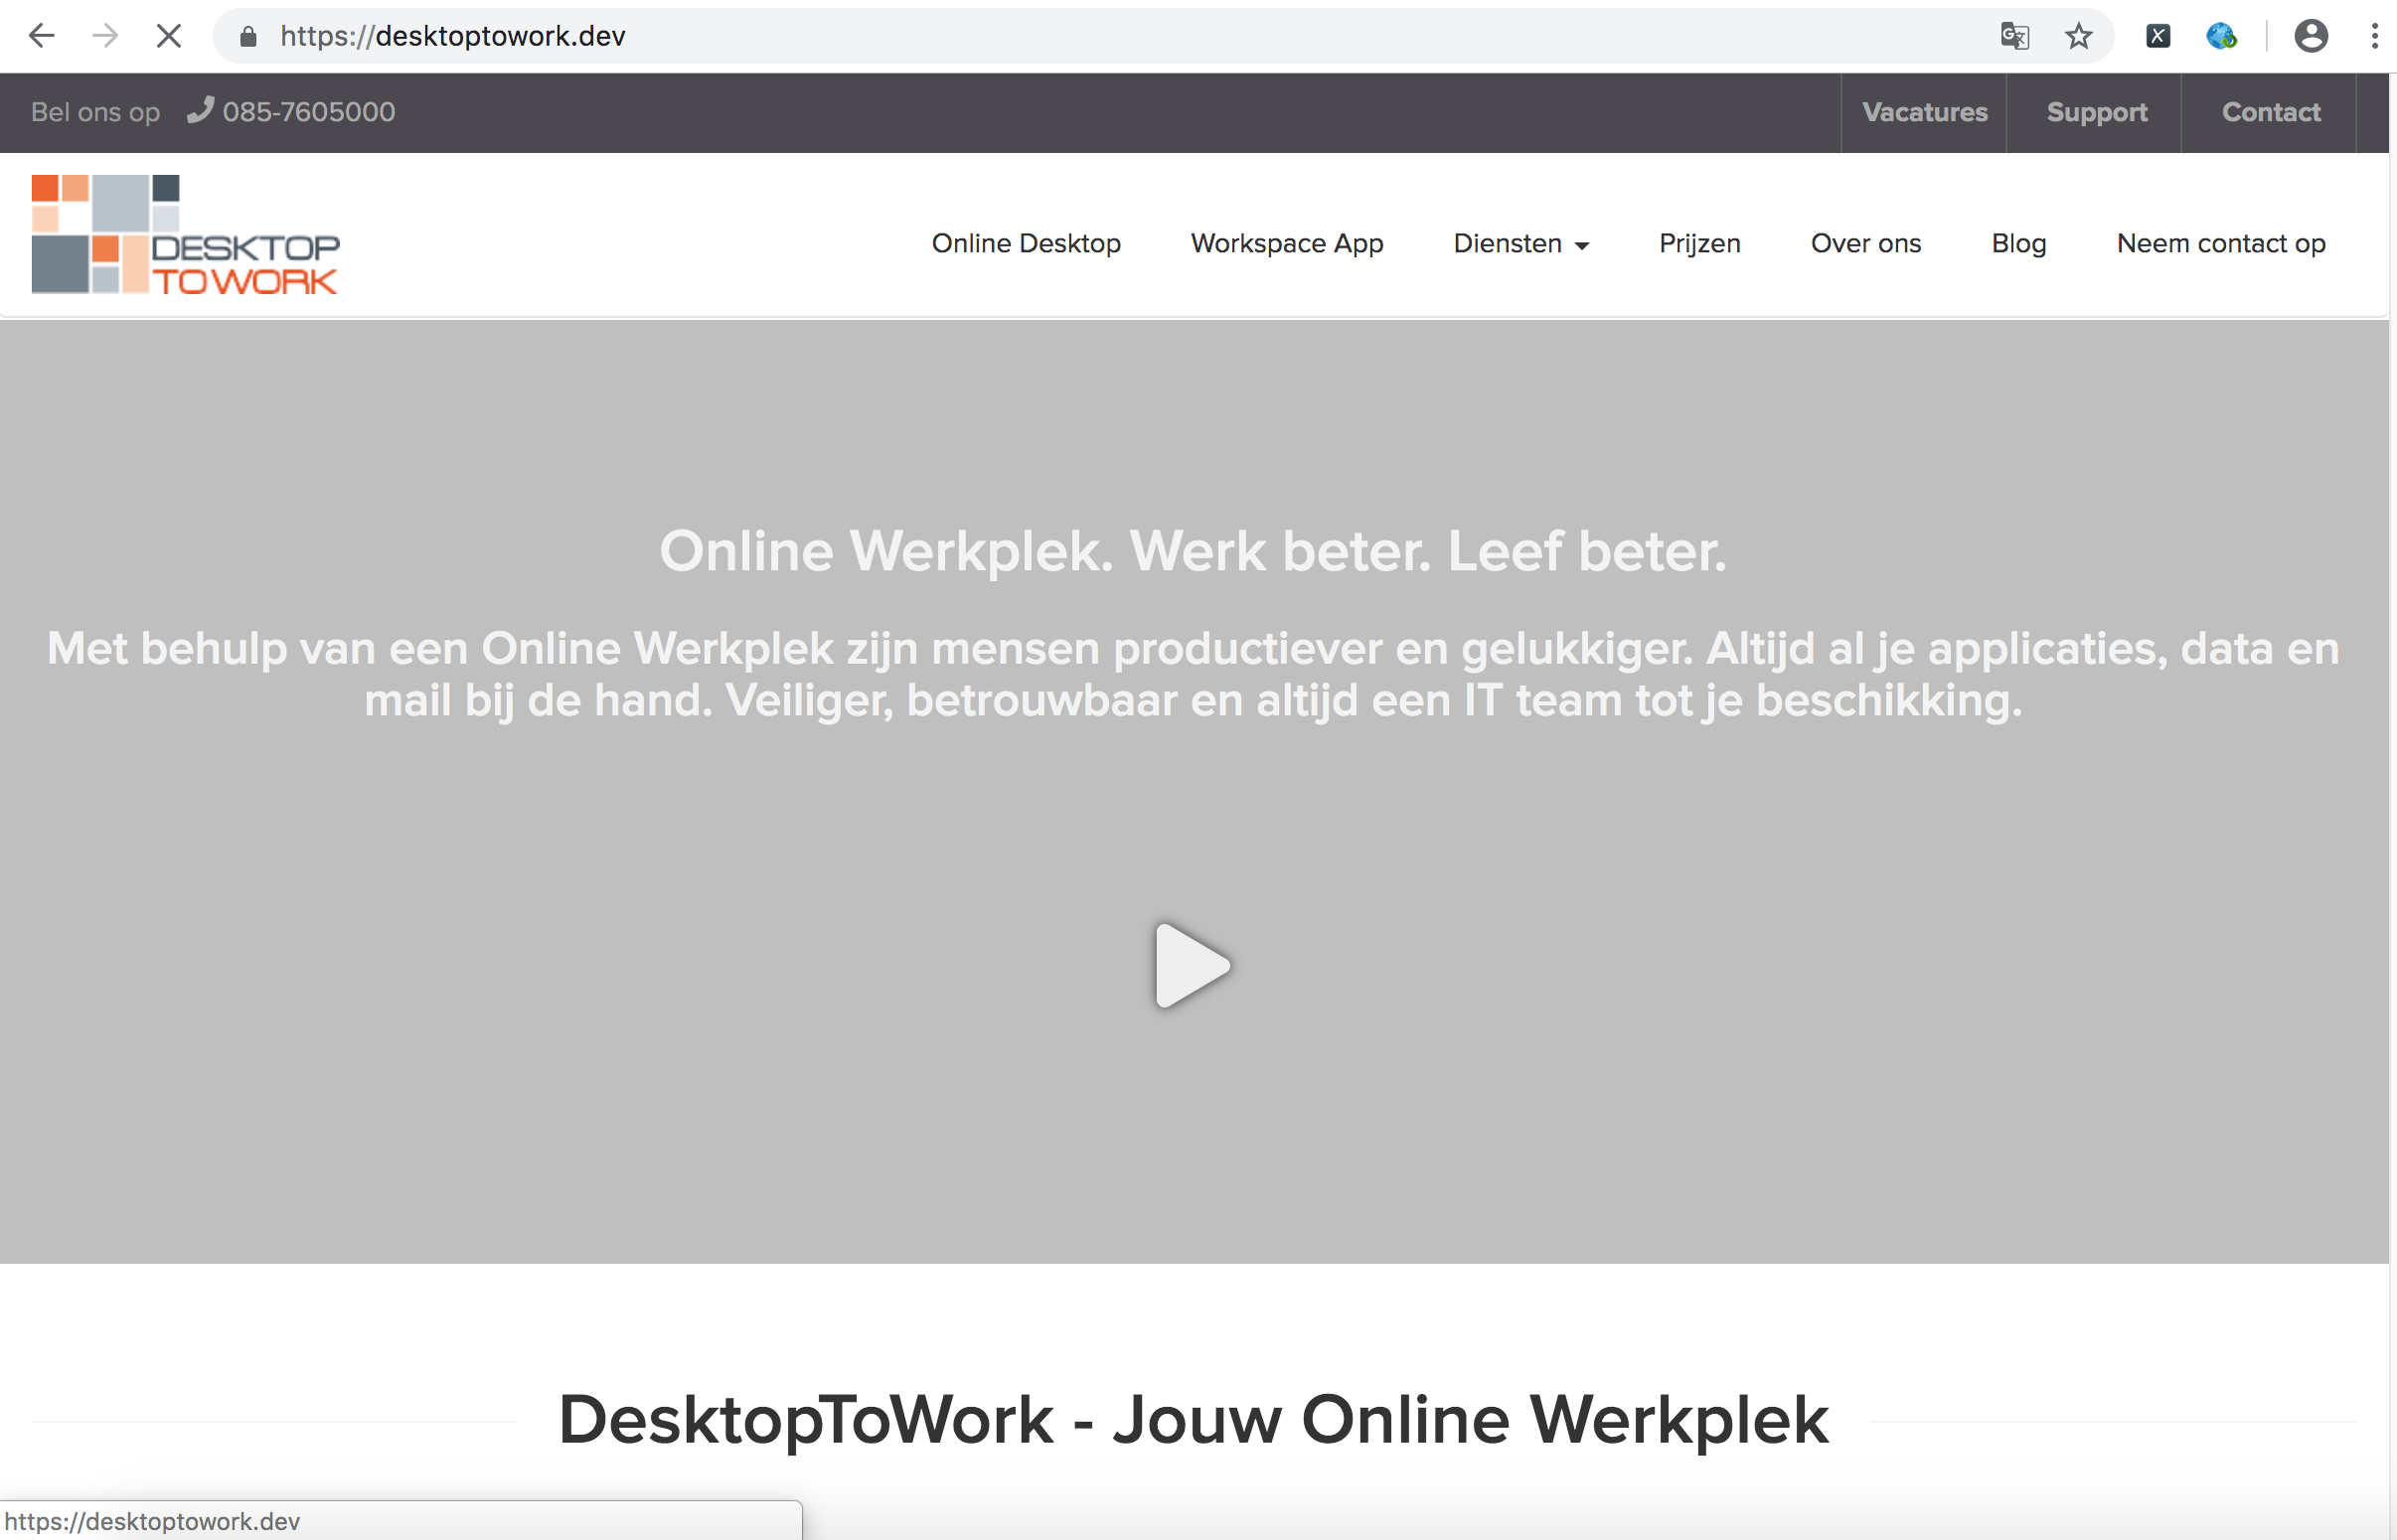 https://desktoptowork.dev
Bel ons op 085-7605000 Vacatures Support Contact
DESKTOP
TO WORK
Online Desktop Workspace App Diensten Prijzen Over ons Blog Neem contact op
Online Werkplek. Werk beter. Leef beter.
Met behulp van een Online Werkplek zijn mensen productiever en gelukkiger. Altijd al je applicaties, data en
mail bij de hand. Veiliger, betrouwbaar en altijd een IT team tot je beschikking.
DesktopToWork - Jouw Online Werkplek
https://desktoptowork.dev